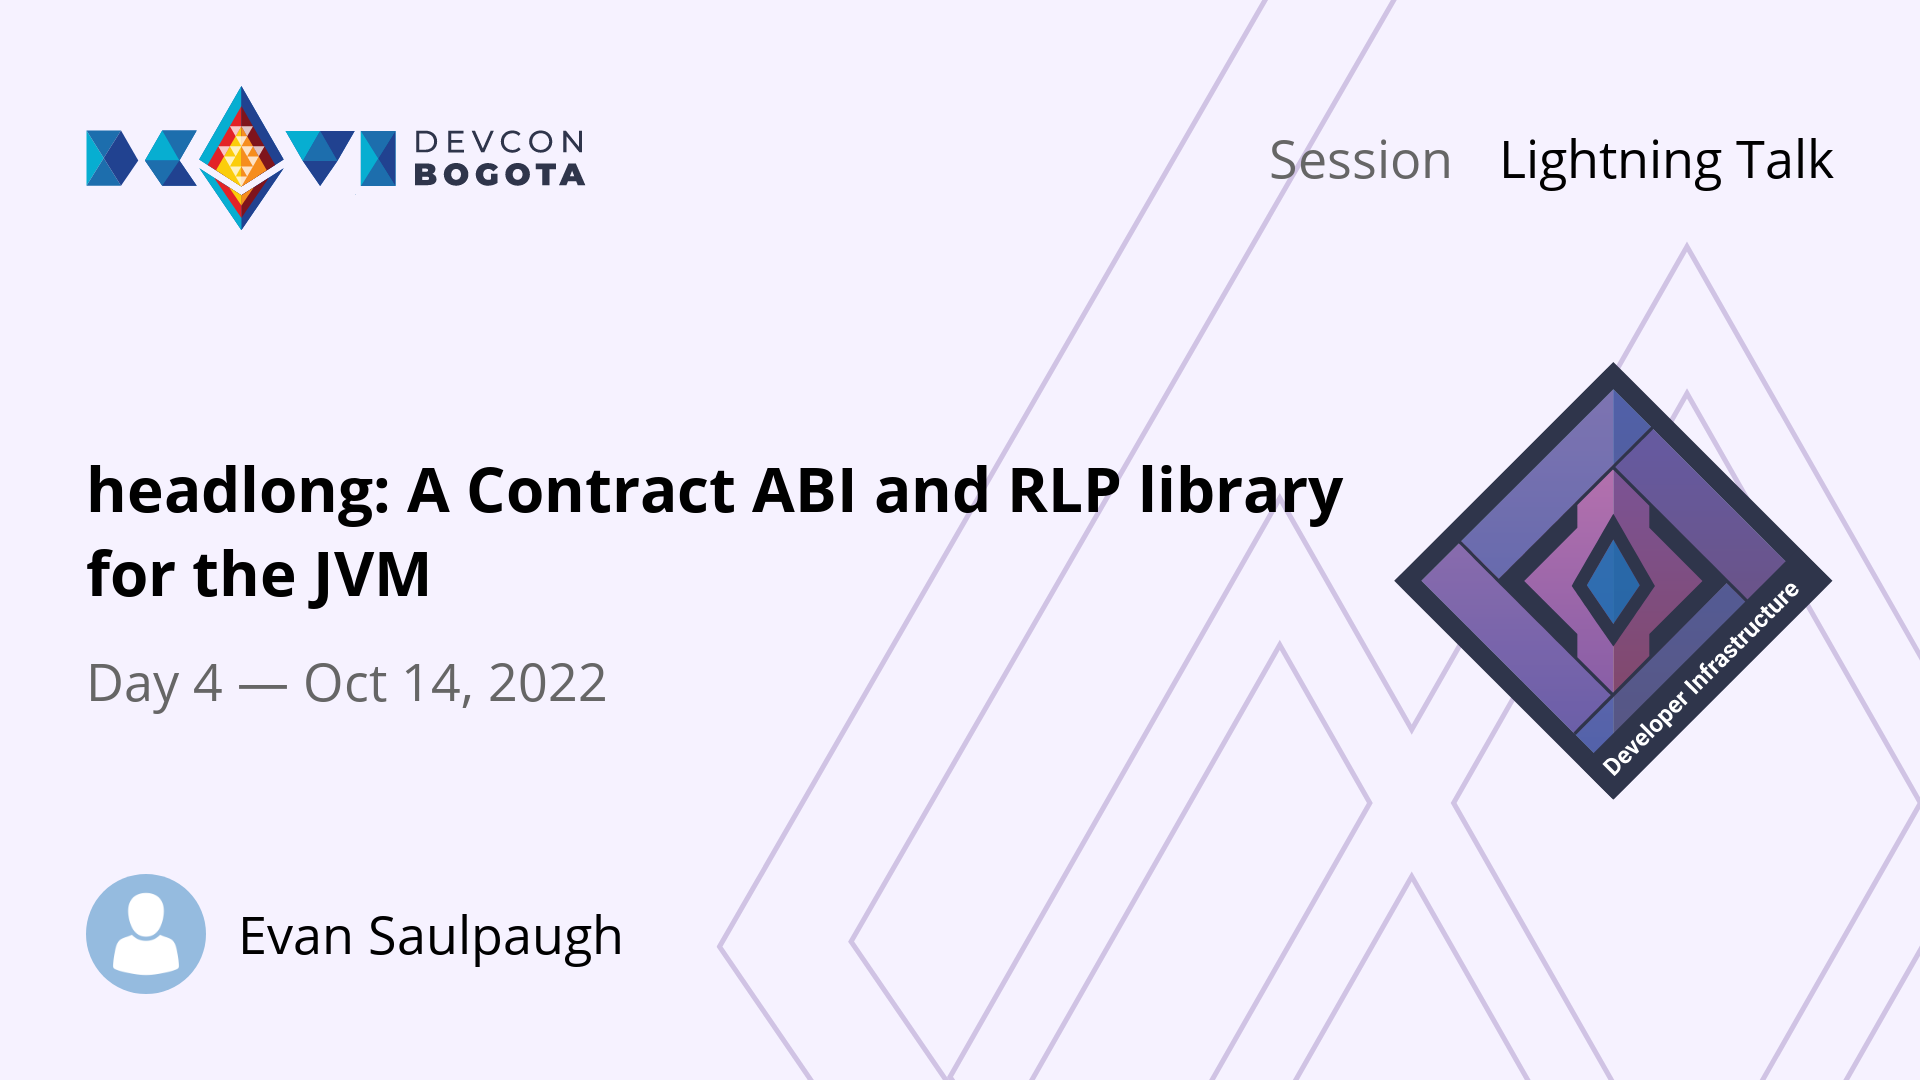 DEVCON
BOGOTA
Session Lightning Talk
headlong: A Contract ABI and RLP library
for the JVM
Day 4 — Oct 14, 2022
Developer Infrastructure
Evan Saulpaugh